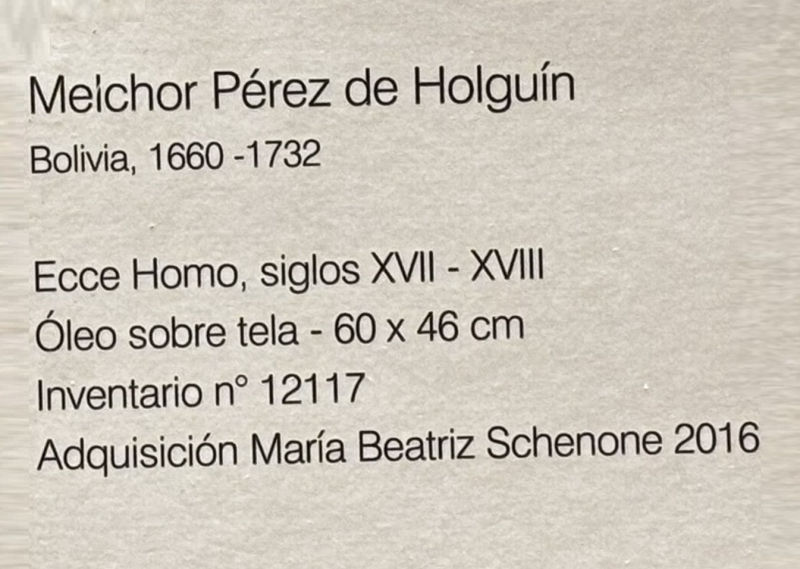 Melchor Pérez de Holguín
Bolivia, 1660 -1732
Ecce Homo, siglos XVII - XVIII
Óleo sobre tela - 60 x 46 cm
Inventario n° 12117
Adquisición María Beatriz Schenone 2016